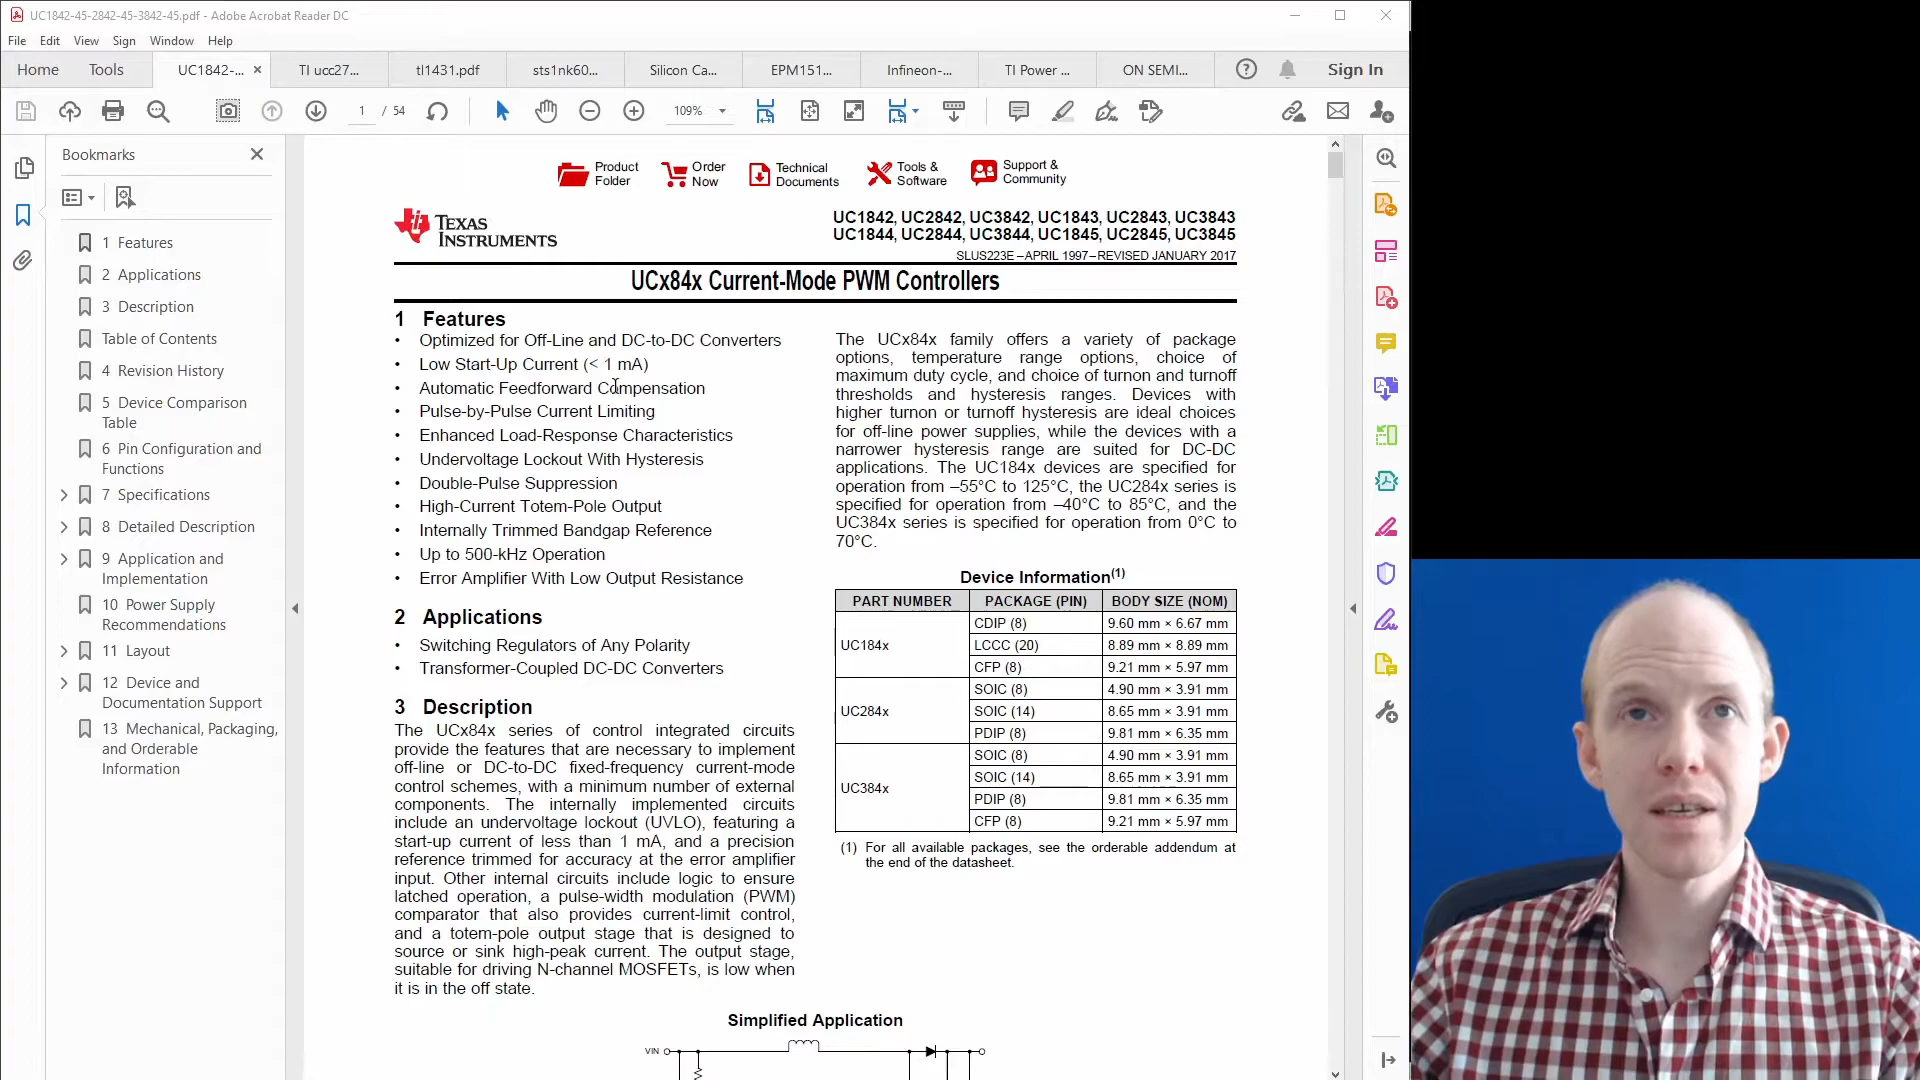 UC1842-45-2842-45-3842-45.pdf - Adobe Acrobat Reader DC
File Edit View Sign Window Help
Home Tools UC1842-... × TI ucc27... tl1431.pdf sts1nk60... Silicon Ca... EPM151... Infineon-... TI Power ... ON SEMI... Sign In
1 / 54 109%
Bookmarks
1 Features
2 Applications
3 Description
Table of Contents
4 Revision History
5 Device Comparison
Table
6 Pin Configuration and
Functions
7 Specifications
8 Detailed Description
9 Application and
Implementation
10 Power Supply
Recommendations
11 Layout
12 Device and
Documentation Support
13 Mechanical, Packaging,
and Orderable
Information
Product
Folder
Order
Now
Technical
Documents
Tools &
Software
Support &
Community
TEXAS
INSTRUMENTS
UC1842, UC2842, UC3842, UC1843, UC2843, UC3843
UC1844, UC2844, UC3844, UC1845, UC2845, UC3845
SLUS223E –APRIL 1997–REVISED JANUARY 2017
UCx84x Current-Mode PWM Controllers
1 Features
• Optimized for Off-Line and DC-to-DC Converters
• Low Start-Up Current (< 1 mA)
• Automatic Feedforward Compensation
• Pulse-by-Pulse Current Limiting
• Enhanced Load-Response Characteristics
• Undervoltage Lockout With Hysteresis
• Double-Pulse Suppression
• High-Current Totem-Pole Output
• Internally Trimmed Bandgap Reference
• Up to 500-kHz Operation
• Error Amplifier With Low Output Resistance
2 Applications
• Switching Regulators of Any Polarity
• Transformer-Coupled DC-DC Converters
3 Description
The UCx84x series of control integrated circuits
provide the features that are necessary to implement
off-line or DC-to-DC fixed-frequency current-mode
control schemes, with a minimum number of external
components. The internally implemented circuits
include an undervoltage lockout (UVLO), featuring a
start-up current of less than 1 mA, and a precision
reference trimmed for accuracy at the error amplifier
input. Other internal circuits include logic to ensure
latched operation, a pulse-width modulation (PWM)
comparator that also provides current-limit control,
and a totem-pole output stage that is designed to
source or sink high-peak current. The output stage,
suitable for driving N-channel MOSFETs, is low when
it is in the off state.
The UCx84x family offers a variety of package
options, temperature range options, choice of
maximum duty cycle, and choice of turnon and turnoff
thresholds and hysteresis ranges. Devices with
higher turnon or turnoff hysteresis are ideal choices
for off-line power supplies, while the devices with a
narrower hysteresis range are suited for DC-DC
applications. The UC184x devices are specified for
operation from –55°C to 125°C, the UC284x series is
specified for operation from –40°C to 85°C, and the
UC384x series is specified for operation from 0°C to
70°C.
Device Information(1)
PART NUMBER PACKAGE (PIN) BODY SIZE (NOM)
UC184x CDIP (8) 9.60 mm × 6.67 mm
LCCC (20) 8.89 mm × 8.89 mm
CFP (8) 9.21 mm × 5.97 mm
UC284x SOIC (8) 4.90 mm × 3.91 mm
SOIC (14) 8.65 mm × 3.91 mm
PDIP (8) 9.81 mm × 6.35 mm
UC384x SOIC (8) 4.90 mm × 3.91 mm
SOIC (14) 8.65 mm × 3.91 mm
PDIP (8) 9.81 mm × 6.35 mm
CFP (8) 9.21 mm × 5.97 mm
(1) For all available packages, see the orderable addendum at
the end of the datasheet.
Simplified Application
VIN